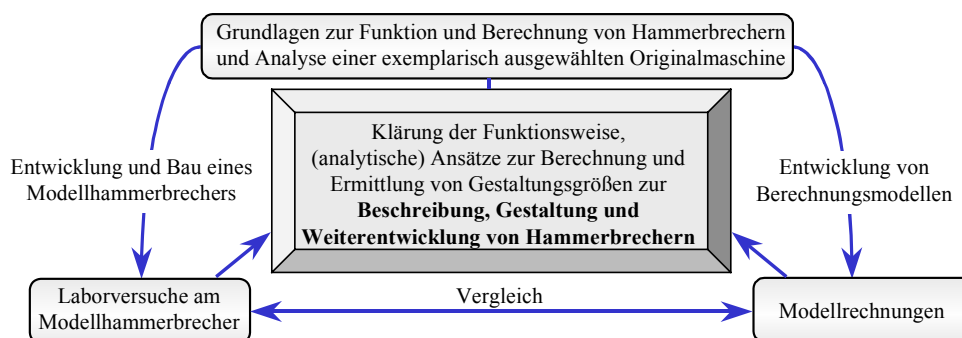 Grundlagen zur Funktion und Berechnung von Hammerbrechern
und Analyse einer exemplarisch ausgewählten Originalmaschine
Klärung der Funktionsweise,
(analytische) Ansätze zur Berechnung und
Ermittlung von Gestaltungsgrößen zur
Beschreibung, Gestaltung und
Weiterentwicklung von Hammerbrechern
Entwicklung und Bau eines
Modellhammerbrechers
Entwicklung von
Berechnungsmodellen
Laborversuche am
Modellhammerbrecher
Vergleich
Modellrechnungen